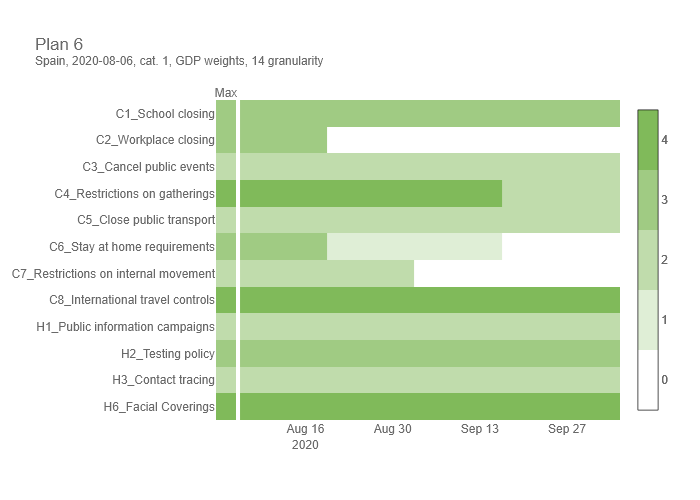 Plan 6
Spain, 2020-08-06, cat. 1, GDP weights, 14 granularity
Max
C1_School closing
C2_Workplace closing
C3_Cancel public events
C4_Restrictions on gatherings
C5_Close public transport
C6_Stay at home requirements
C7_Restrictions on internal movement
C8_International travel controls
H1_Public information campaigns
H2_Testing policy
H3_Contact tracing
H6_Facial Coverings
Aug 16 Aug 30 Sep 13 Sep 27
2020
4
3
2
1
0